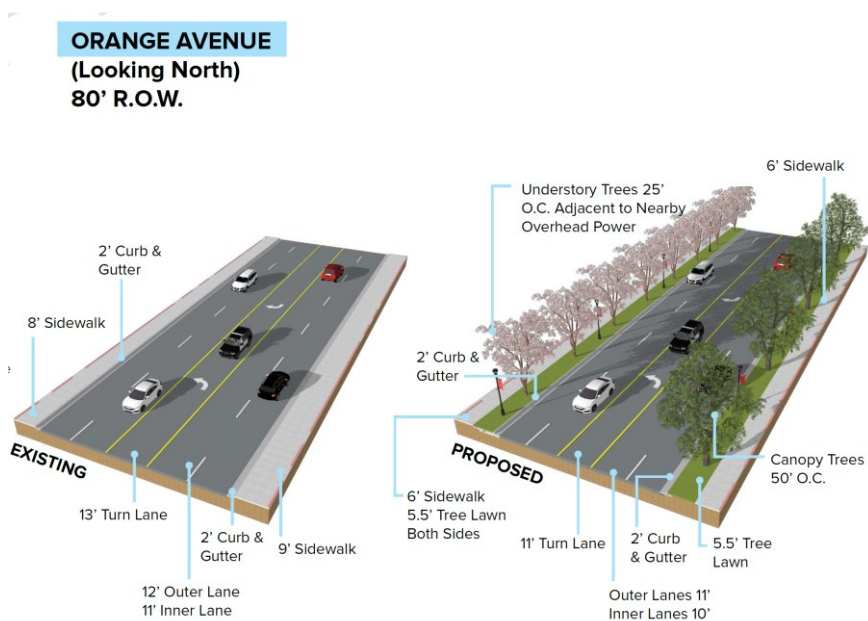 ORANGE AVENUE
(Looking North)
80’ R.O.W.
2’ Curb &
Gutter
8’ Sidewalk
EXISTING
13’ Turn Lane
12’ Outer Lane
11’ Inner Lane
2’ Curb &
Gutter
9’ Sidewalk
Understory Trees 25’
O.C. Adjacent to Nearby
Overhead Power
6’ Sidewalk
2’ Curb &
Gutter
PROPOSED
6’ Sidewalk
5.5’ Tree Lawn
Both Sides
11’ Turn Lane
Outer Lanes 11’
Inner Lanes 10’
2’ Curb
& Gutter
5.5’ Tree
Lawn
Canopy Trees
50’ O.C.